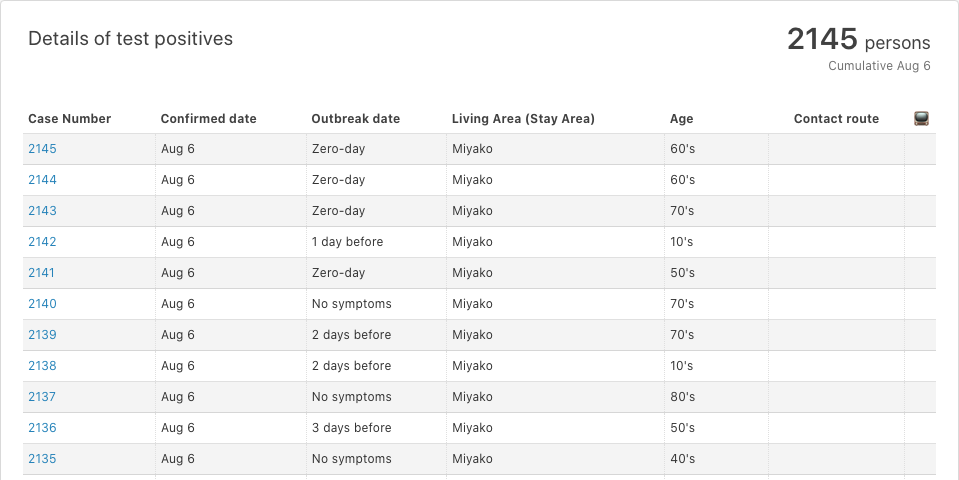 Details of test positives
2145 persons
Cumulative Aug 6
Case Number Confirmed date Outbreak date Living Area (Stay Area) Age Contact route
2145 Aug 6 Zero-day Miyako 60's
2144 Aug 6 Zero-day Miyako 60's
2143 Aug 6 Zero-day Miyako 70's
2142 Aug 6 1 day before Miyako 10's
2141 Aug 6 Zero-day Miyako 50's
2140 Aug 6 No symptoms Miyako 70's
2139 Aug 6 2 days before Miyako 70's
2138 Aug 6 2 days before Miyako 10's
2137 Aug 6 No symptoms Miyako 80's
2136 Aug 6 3 days before Miyako 50's
2135 Aug 6 No symptoms Miyako 40's